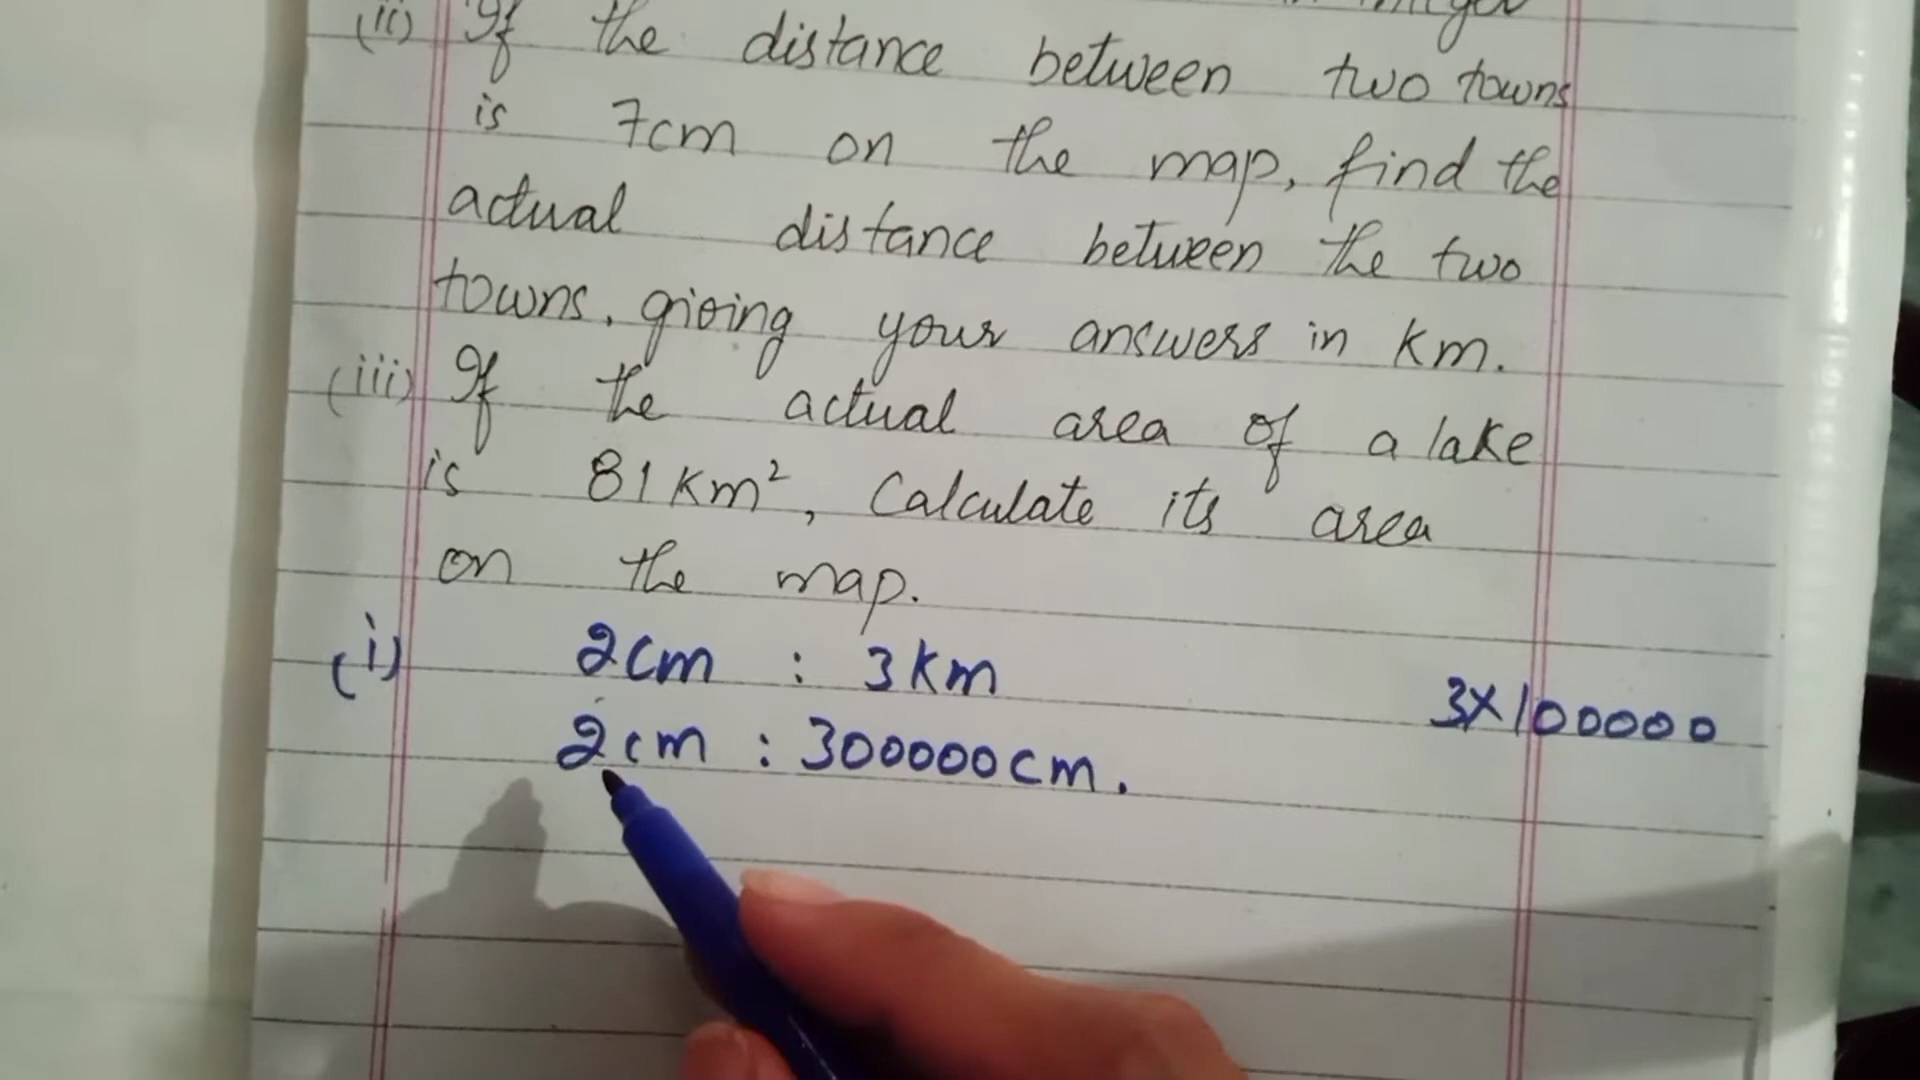 (ii) If the distance between two towns
is 7cm on the map, find the
actual distance between the two
towns, giving your answers in km.
(iii) If the actual area of a lake
is 81km², Calculate its area
on the map.
(i) 2cm : 3km
3x100000
2cm : 300000cm.